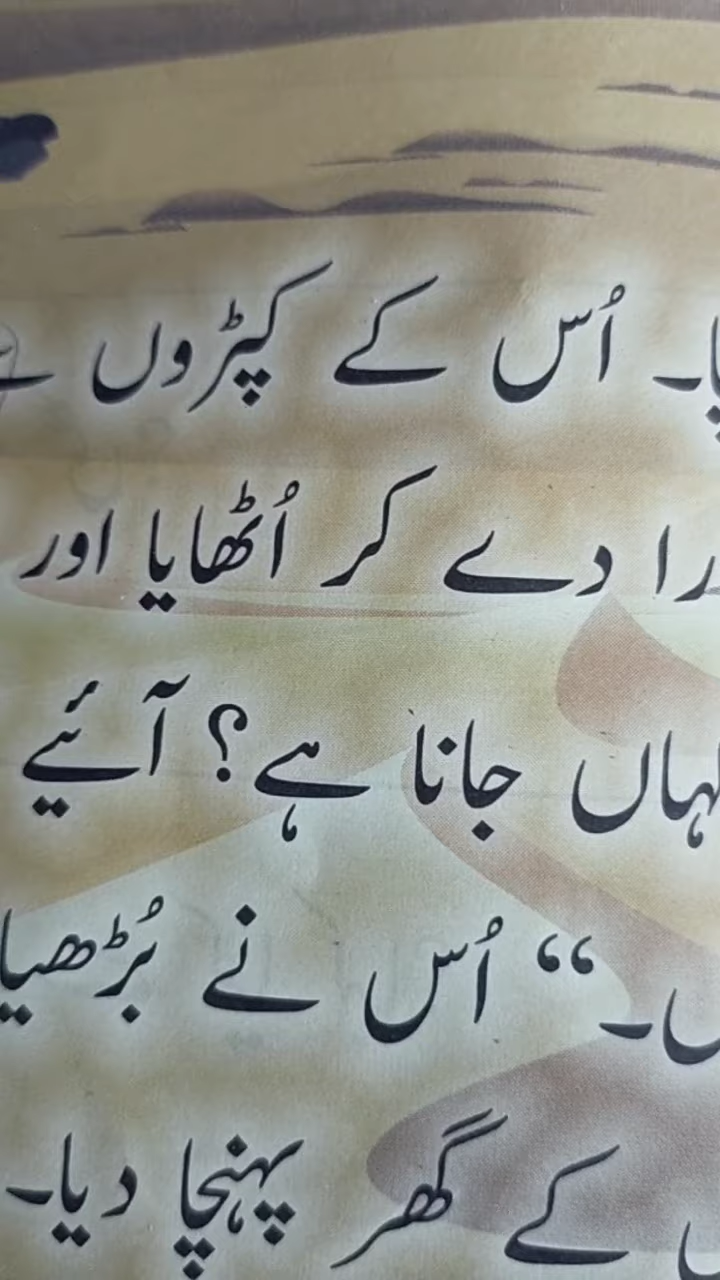 اُس کے کپڑوں
دے کر اُٹھایا اور
جانا ہے؟ آئیے
۔“ اُس نے بُڑھیا
کے گھر پہنچا دیا۔